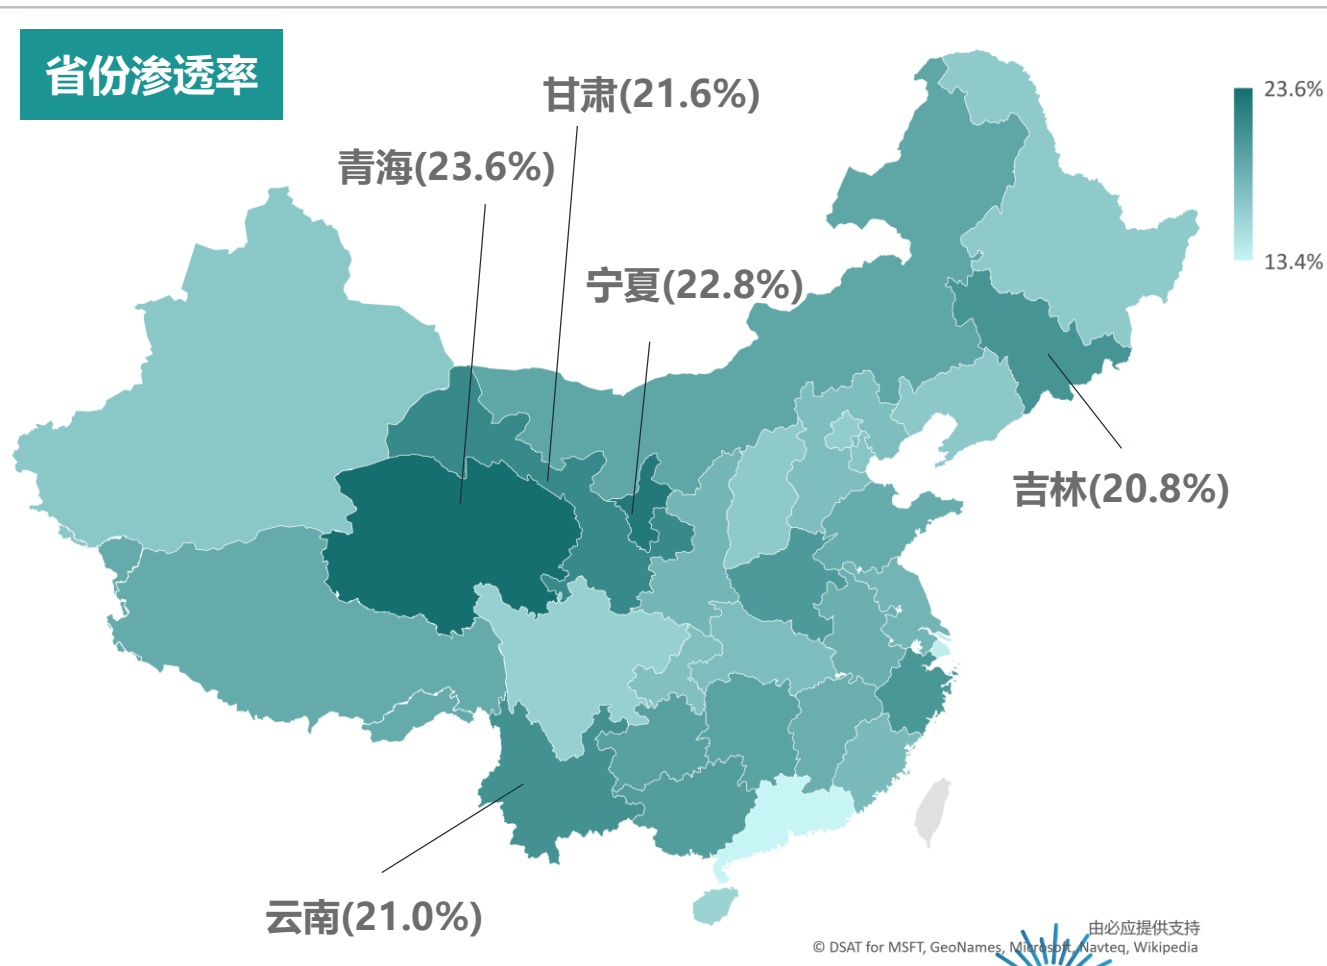 省份渗透率
甘肃(21.6%)
青海(23.6%)
宁夏(22.8%)
吉林(20.8%)
云南(21.0%)
23.6%
13.4%
由必应提供支持
© DSAT for MSFT, GeoNames, Microsoft, Navteq, Wikipedia